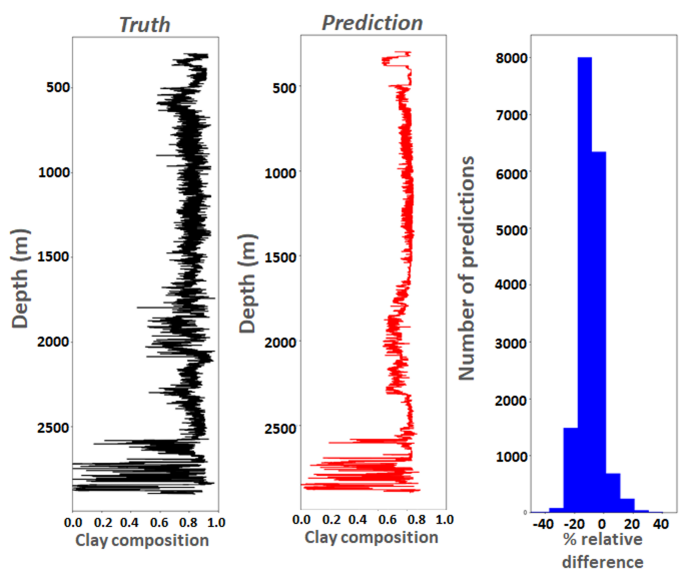 Truth
Depth (m)
500
1000
1500
2000
2500
0.0 0.2 0.4 0.6 0.8 1.0
Clay composition
Prediction
Depth (m)
500
1000
1500
2000
2500
0.0 0.2 0.4 0.6 0.8 1.0
Clay composition
Number of predictions
8000
7000
6000
5000
4000
3000
2000
1000
0
-40 -20 0 20 40
% relative
difference